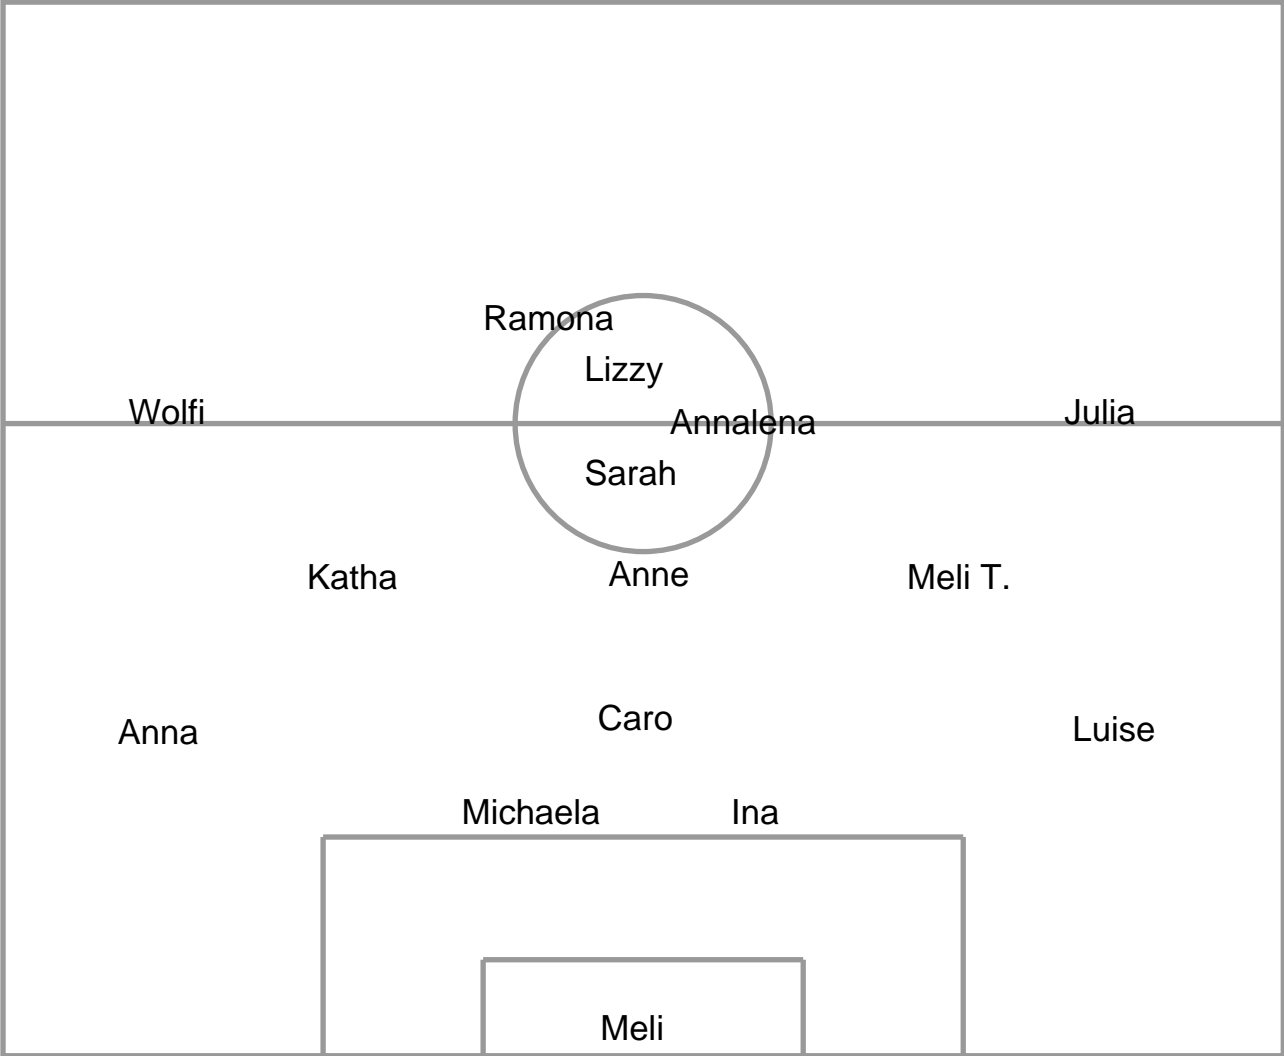 Ramona
Lizzy
Wolfi
Annalena
Julia
Sarah
Katha
Anne
Meli T.
Anna
Caro
Luise
Michaela
Ina
Meli